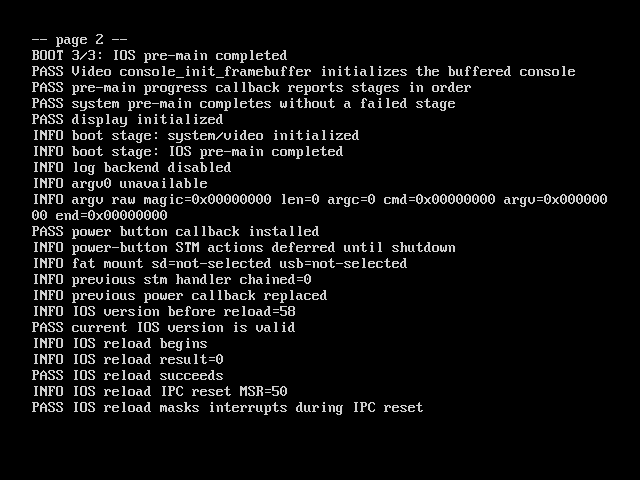 -- page 2 --
BOOT 3/3: IOS pre-main completed
PASS Video console_init_framebuffer initializes the buffered console
PASS pre-main progress callback reports stages in order
PASS system pre-main completes without a failed stage
PASS display initialized
INFO boot stage: system/video initialized
INFO boot stage: IOS pre-main completed
INFO log backend disabled
INFO argv0 unavailable
INFO argv raw magic=0x00000000 len=0 argc=0 cmd=0x00000000 argv=0x000000
00 end=0x00000000
PASS power button callback installed
INFO power-button STM actions deferred until shutdown
INFO fat mount sd=not-selected usb=not-selected
INFO previous stm handler chained=0
INFO previous power callback replaced
INFO IOS version before reload=58
PASS current IOS version is valid
INFO IOS reload begins
INFO IOS reload result=0
PASS IOS reload succeeds
INFO IOS reload IPC reset MSR=50
PASS IOS reload masks interrupts during IPC reset